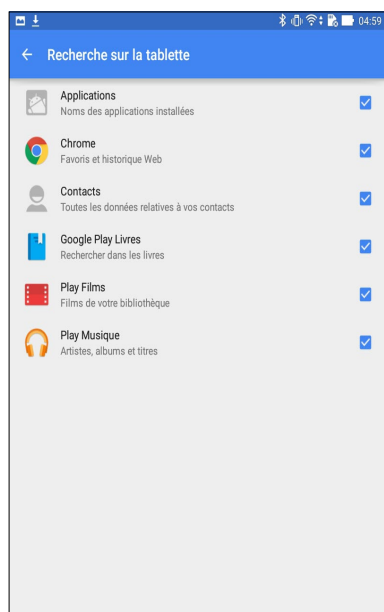 04:59
Recherche sur la tablette
Applications
Noms des applications installées
Chrome
Favoris et historique Web
Contacts
Toutes les données relatives à vos contacts
Google Play Livres
Rechercher dans les livres
Play Films
Films de votre bibliothèque
Play Musique
Artistes, albums et titres